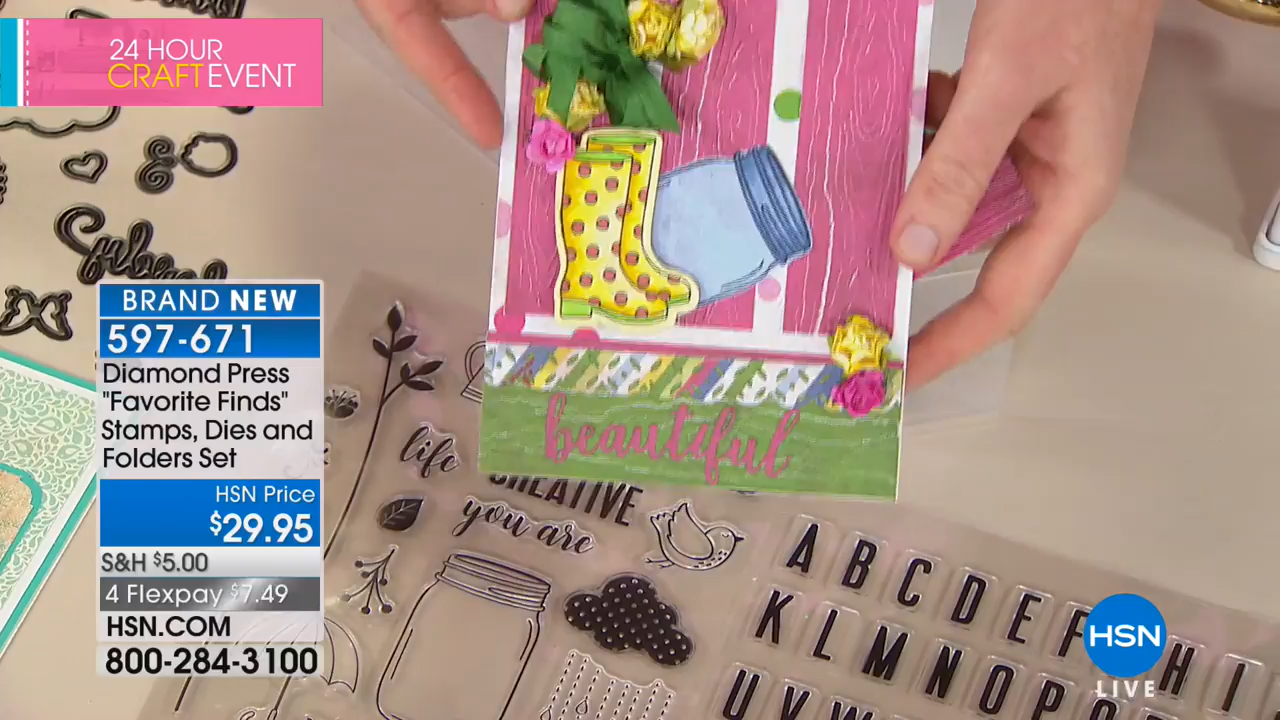 24 HOUR
CRAFT EVENT
BRAND NEW
597-671
Diamond Press
"Favorite Finds"
Stamps, Dies and
Folders Set
HSN Price
$29.95
S&H $5.00
4 Flexpay $7.49
HSN.COM
800-284-3100
beautiful
life
CREATIVE
you are
A B C D E F H I
K L M N O P
U V W
HSN
LIVE